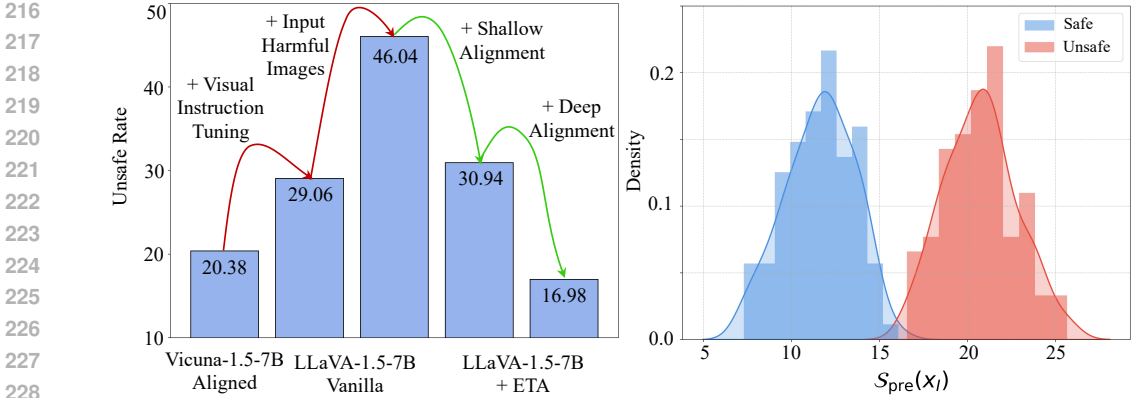 216
217
218
219
220
221
222
223
224
225
226
227
228
Unsafe Rate
50
40
30
20
10
+ Visual
Instruction
Tuning
+ Input
Harmful
Images
+ Shallow
Alignment
+ Deep
Alignment
20.38
29.06
46.04
30.94
16.98
Vicuna-1.5-7B
Aligned
LLaVA-1.5-7B
Vanilla
LLaVA-1.5-7B
+ ETA
Density
0.2
0.1
0.0
Safe
Unsafe
5
10
15
20
25
𝒮pre(xI)